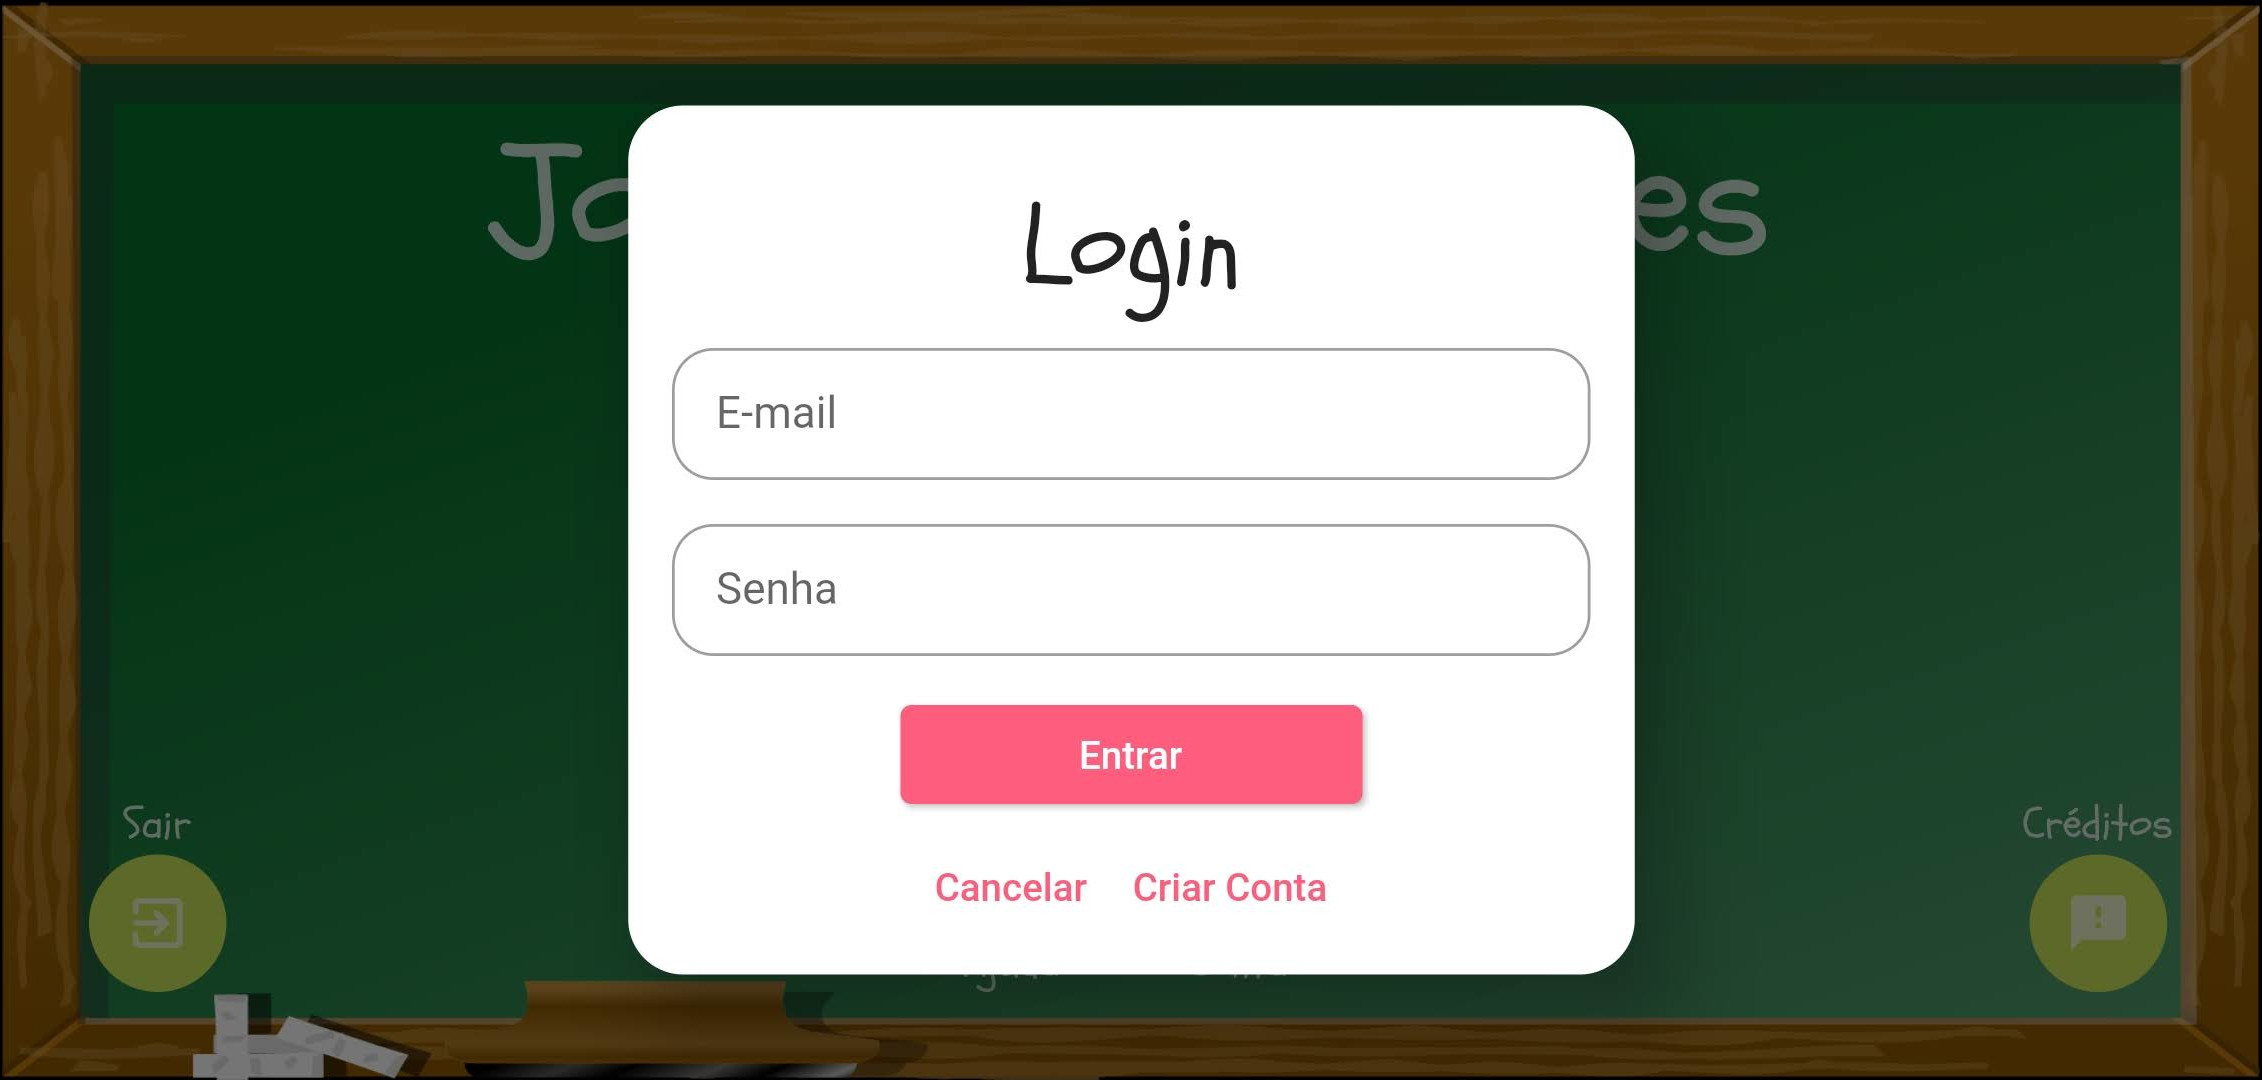 Login
E-mail
Senha
Entrar
Cancelar Criar Conta
Sair
Créditos